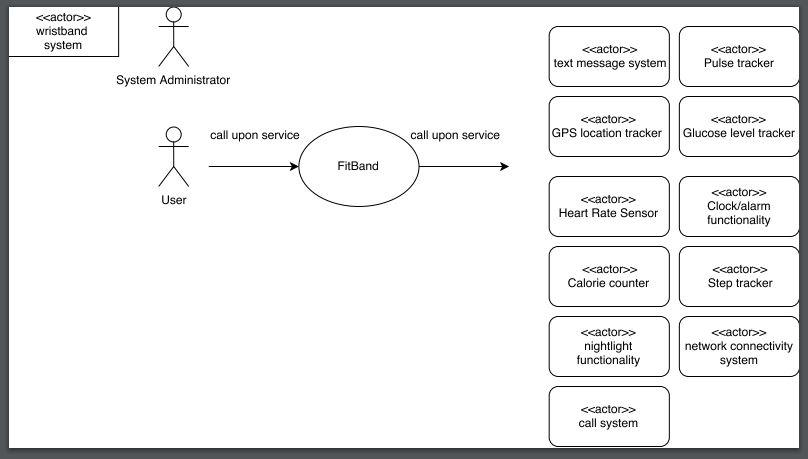 <<actor>>
wristband
system
System Administrator
User
call upon service
FitBand
call upon service
<<actor>>
text message system
<<actor>>
Pulse tracker
<<actor>>
GPS location tracker
<<actor>>
Glucose level tracker
<<actor>>
Heart Rate Sensor
<<actor>>
Clock/alarm
functionality
<<actor>>
Calorie counter
<<actor>>
Step tracker
<<actor>>
nightlight
functionality
<<actor>>
network connectivity
system
<<actor>>
call system